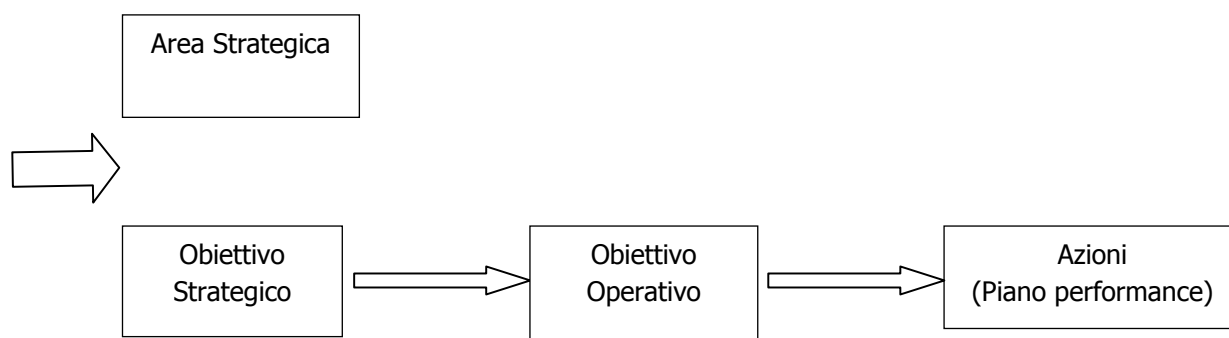 Area Strategica
Obiettivo
Strategico
Obiettivo
Operativo
Azioni
(Piano performance)